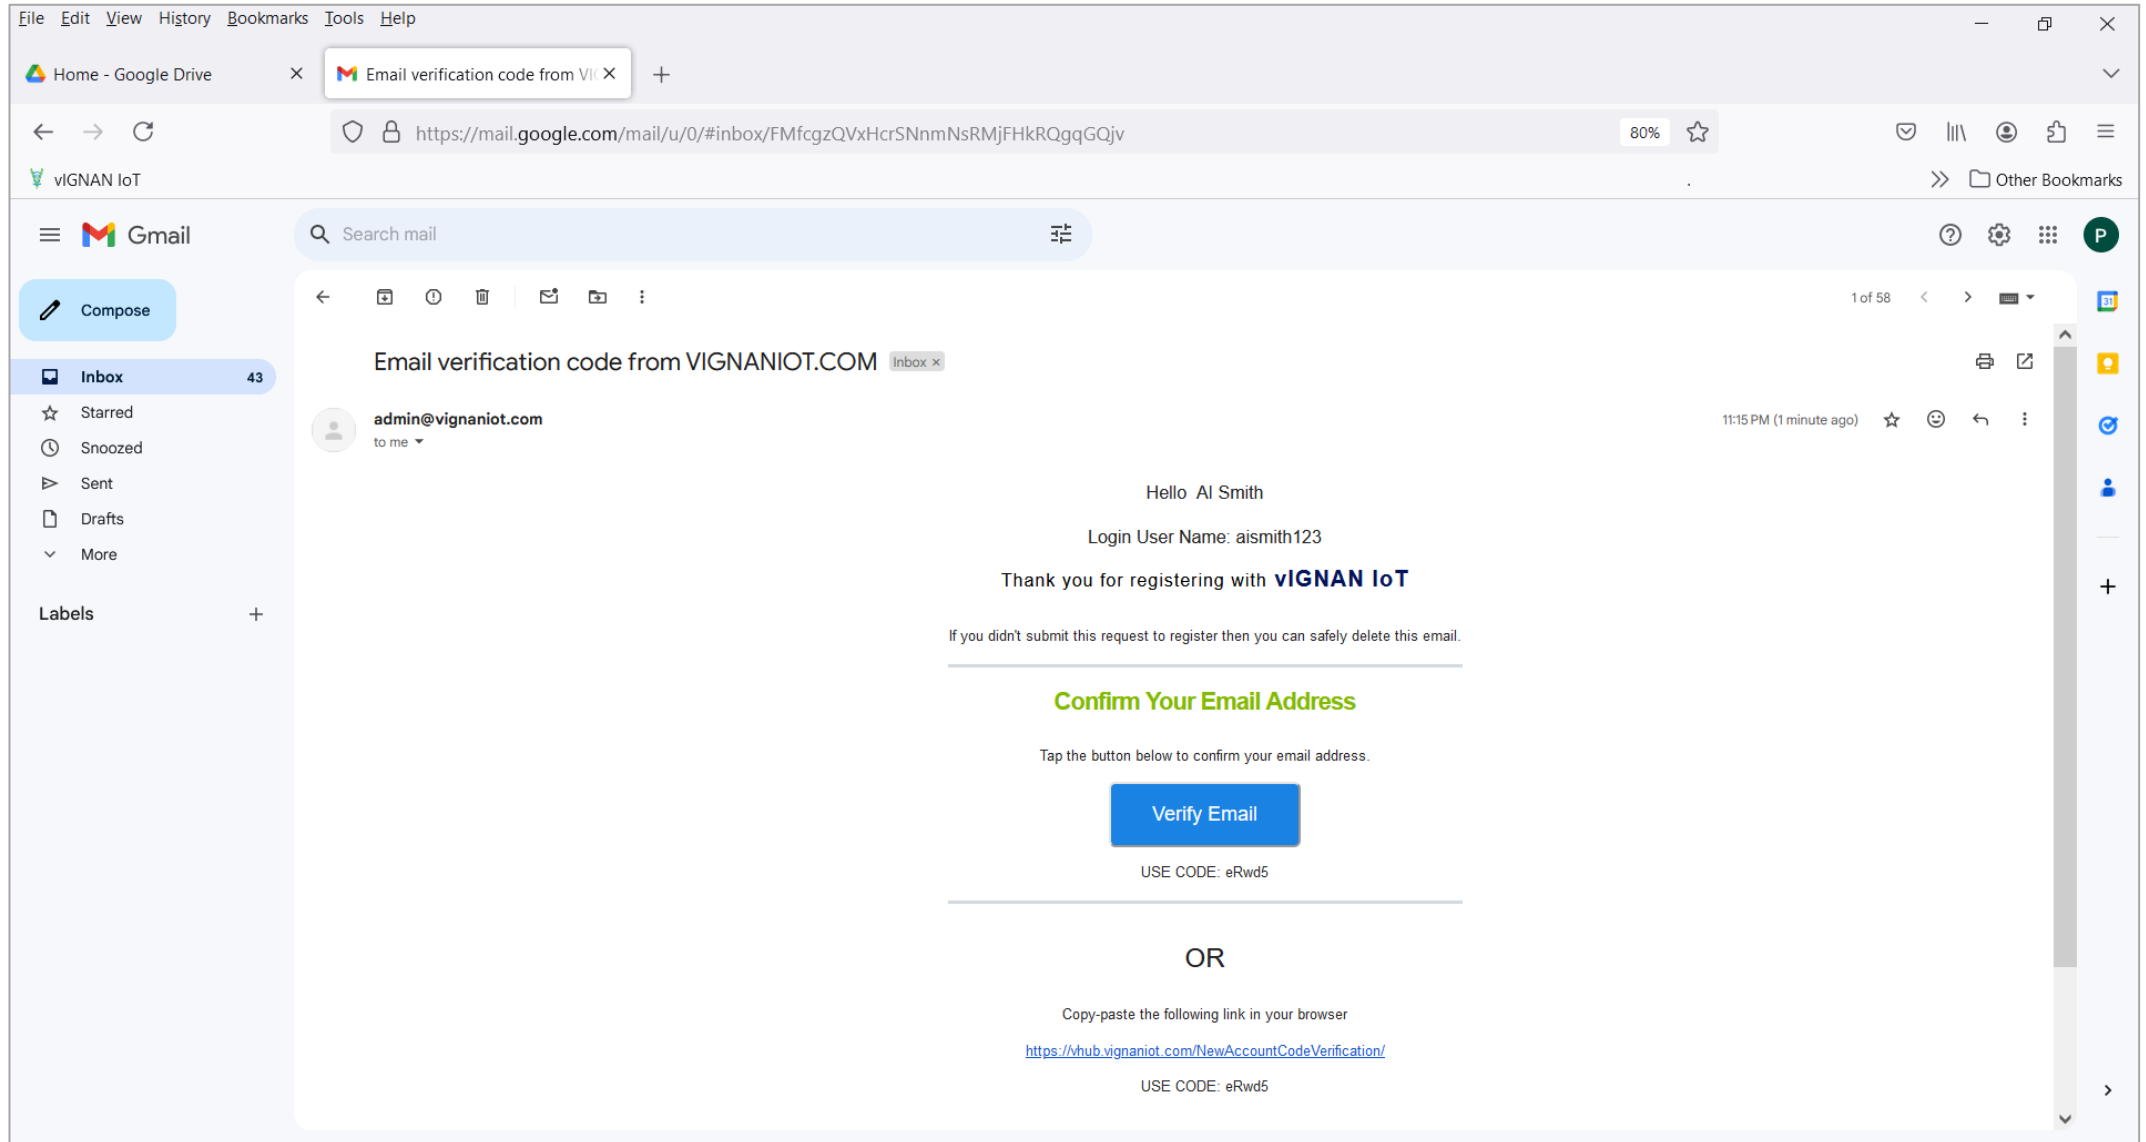 File Edit View History Bookmarks Tools Help
Home - Google Drive
Email verification code from VI
https://mail.google.com/mail/u/0/#inbox/FMfcgzQVxHcrSNnmNsRMjFHkRQgqGQjv
80%
vIGNAN IoT
Other Bookmarks
Gmail
Search mail
P
Compose
1 of 58
31
Email verification code from VIGNANIOT.COM Inbox ×
Inbox 43
Starred
Snoozed
Sent
Drafts
More
Labels
admin@vignaniot.com
11:15 PM (1 minute ago)
to me
Hello Al Smith
Login User Name: aismith123
Thank you for registering with vIGNAN IoT
If you didn't submit this request to register then you can safely delete this email.
Confirm Your Email Address
Tap the button below to confirm your email address.
Verify Email
USE CODE: eRwd5
OR
Copy-paste the following link in your browser
https://vhub.vignaniot.com/NewAccountCodeVerification/
USE CODE: eRwd5